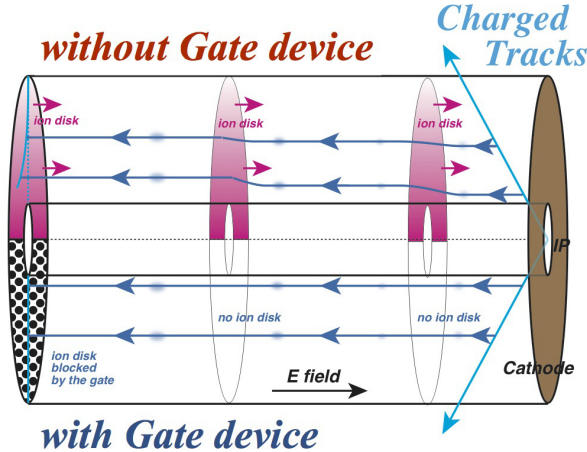 without Gate device
Charged
Tracks
ion disk
ion disk
ion disk
IP
no ion disk
no ion disk
ion disk
blocked
by the gate
E field
Cathode
with Gate device